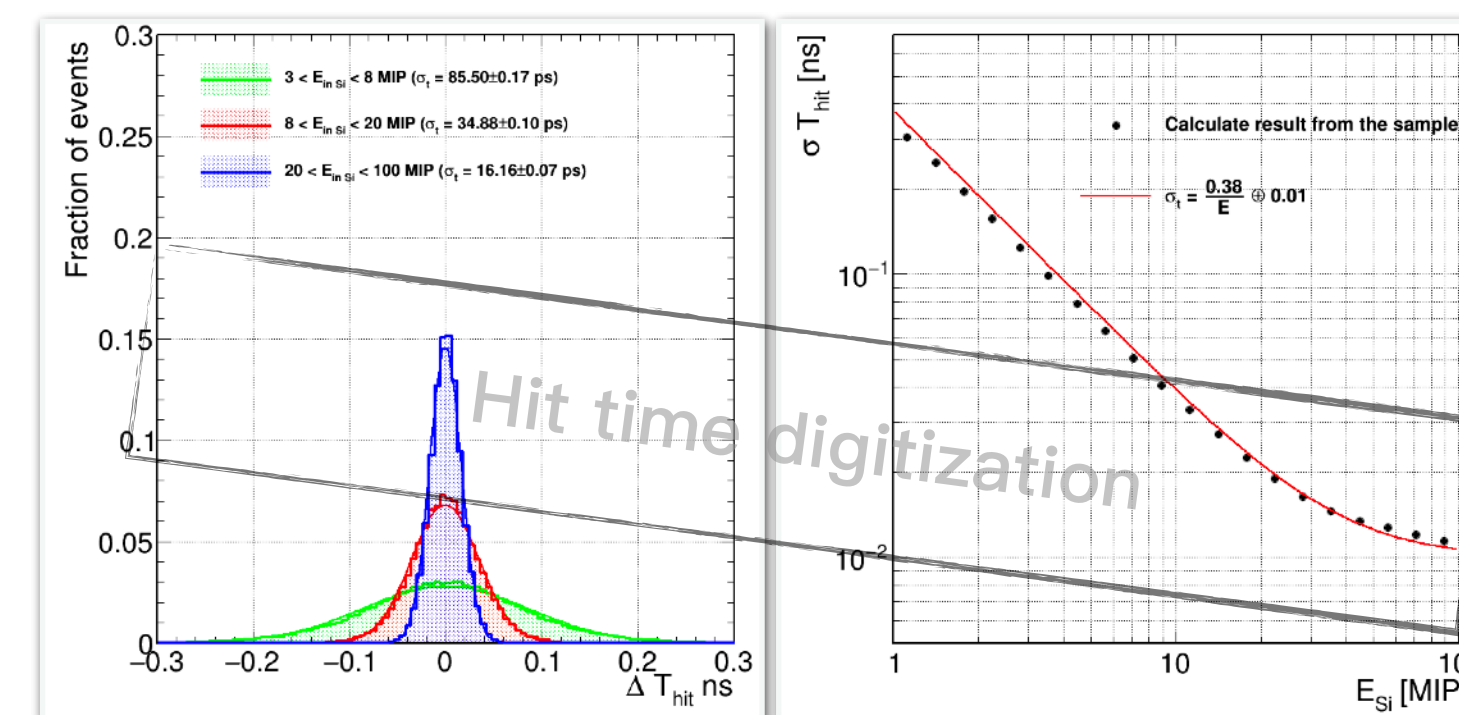 Fraction of events
0.3
0.25
0.2
0.15
0.1
0.05
0
3 < E_in Si < 8 MIP (σ_t = 85.50±0.17 ps)
8 < E_in Si < 20 MIP (σ_t = 34.88±0.10 ps)
20 < E_in Si < 100 MIP (σ_t = 16.16±0.07 ps)
−0.3 −0.2 −0.1 0 0.1 0.2 0.3
Δ T_hit ns
σ T_hit [ns]
10⁻¹
10⁻²
Calculate result from the sample
σ_t = 0.38/E ⊕ 0.01
1 10 10
E_Si [MIP
Hit time digitization